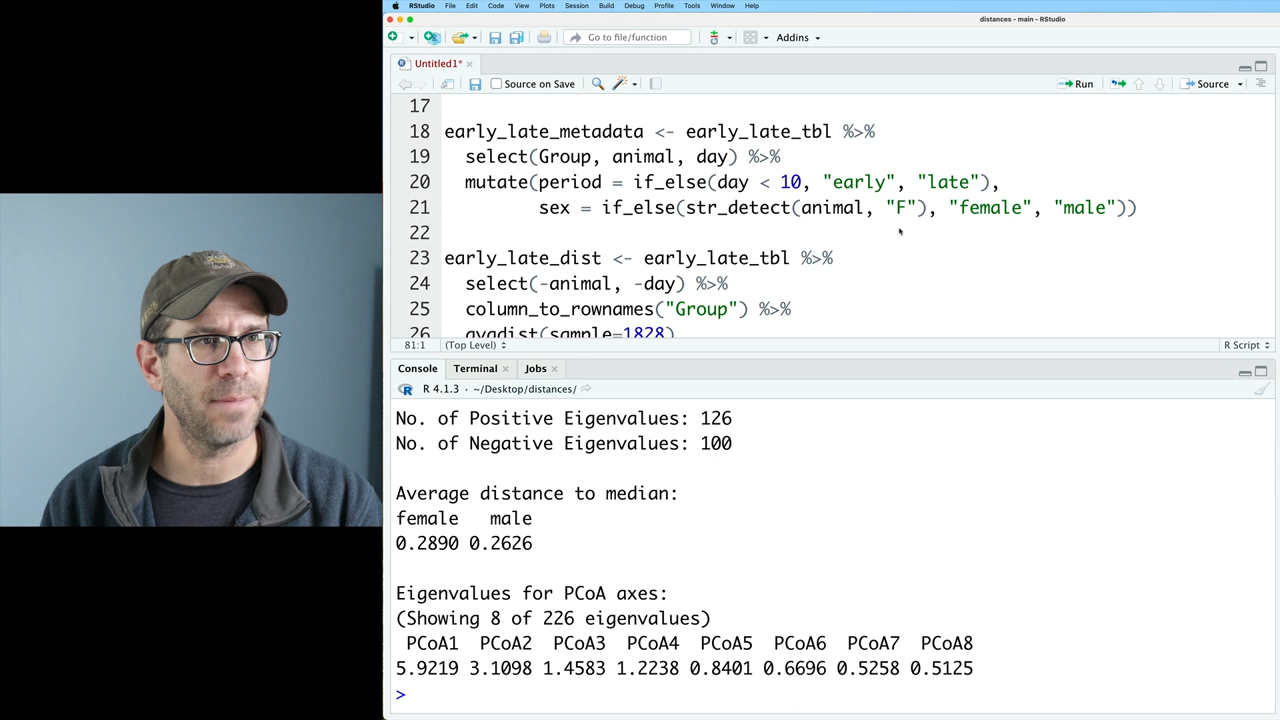 RStudio File Edit Code View Plots Session Build Debug Profile Tools Window Help
distances - main - RStudio
Go to file/function Addins
Untitled1*
Source on Save Run Source
17
18 early_late_metadata <- early_late_tbl %>%
19 select(Group, animal, day) %>%
20 mutate(period = if_else(day < 10, "early", "late"),
21 sex = if_else(str_detect(animal, "F"), "female", "male"))
22
23 early_late_dist <- early_late_tbl %>%
24 select(-animal, -day) %>%
25 column_to_rownames("Group") %>%
26 avgdist(sample=1828)
81:1 (Top Level) R Script
Console Terminal Jobs
R 4.1.3 · ~/Desktop/distances/
No. of Positive Eigenvalues: 126
No. of Negative Eigenvalues: 100
Average distance to median:
female male
0.2890 0.2626
Eigenvalues for PCoA axes:
(Showing 8 of 226 eigenvalues)
PCoA1 PCoA2 PCoA3 PCoA4 PCoA5 PCoA6 PCoA7 PCoA8
5.9219 3.1098 1.4583 1.2238 0.8401 0.6696 0.5258 0.5125
>